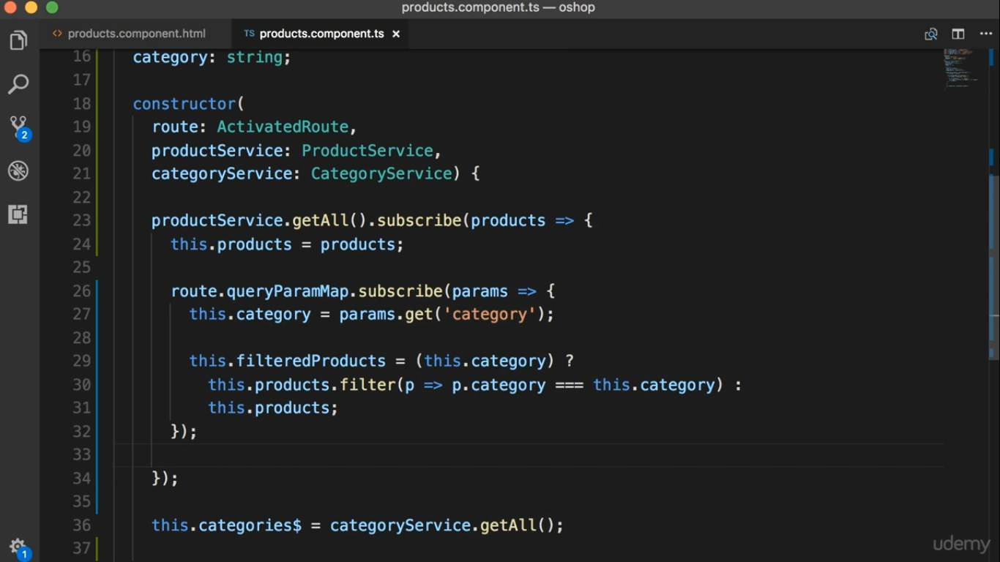 products.component.ts — oshop
<> products.component.html
TS products.component.ts ×
16 category: string;
17
18 constructor(
19 route: ActivatedRoute,
20 productService: ProductService,
21 categoryService: CategoryService) {
22
23 productService.getAll().subscribe(products => {
24 this.products = products;
25
26 route.queryParamMap.subscribe(params => {
27 this.category = params.get('category');
28
29 this.filteredProducts = (this.category) ?
30 this.products.filter(p => p.category === this.category) :
31 this.products;
32 });
33
34 });
35
36 this.categories$ = categoryService.getAll();
37
2
1
udemy